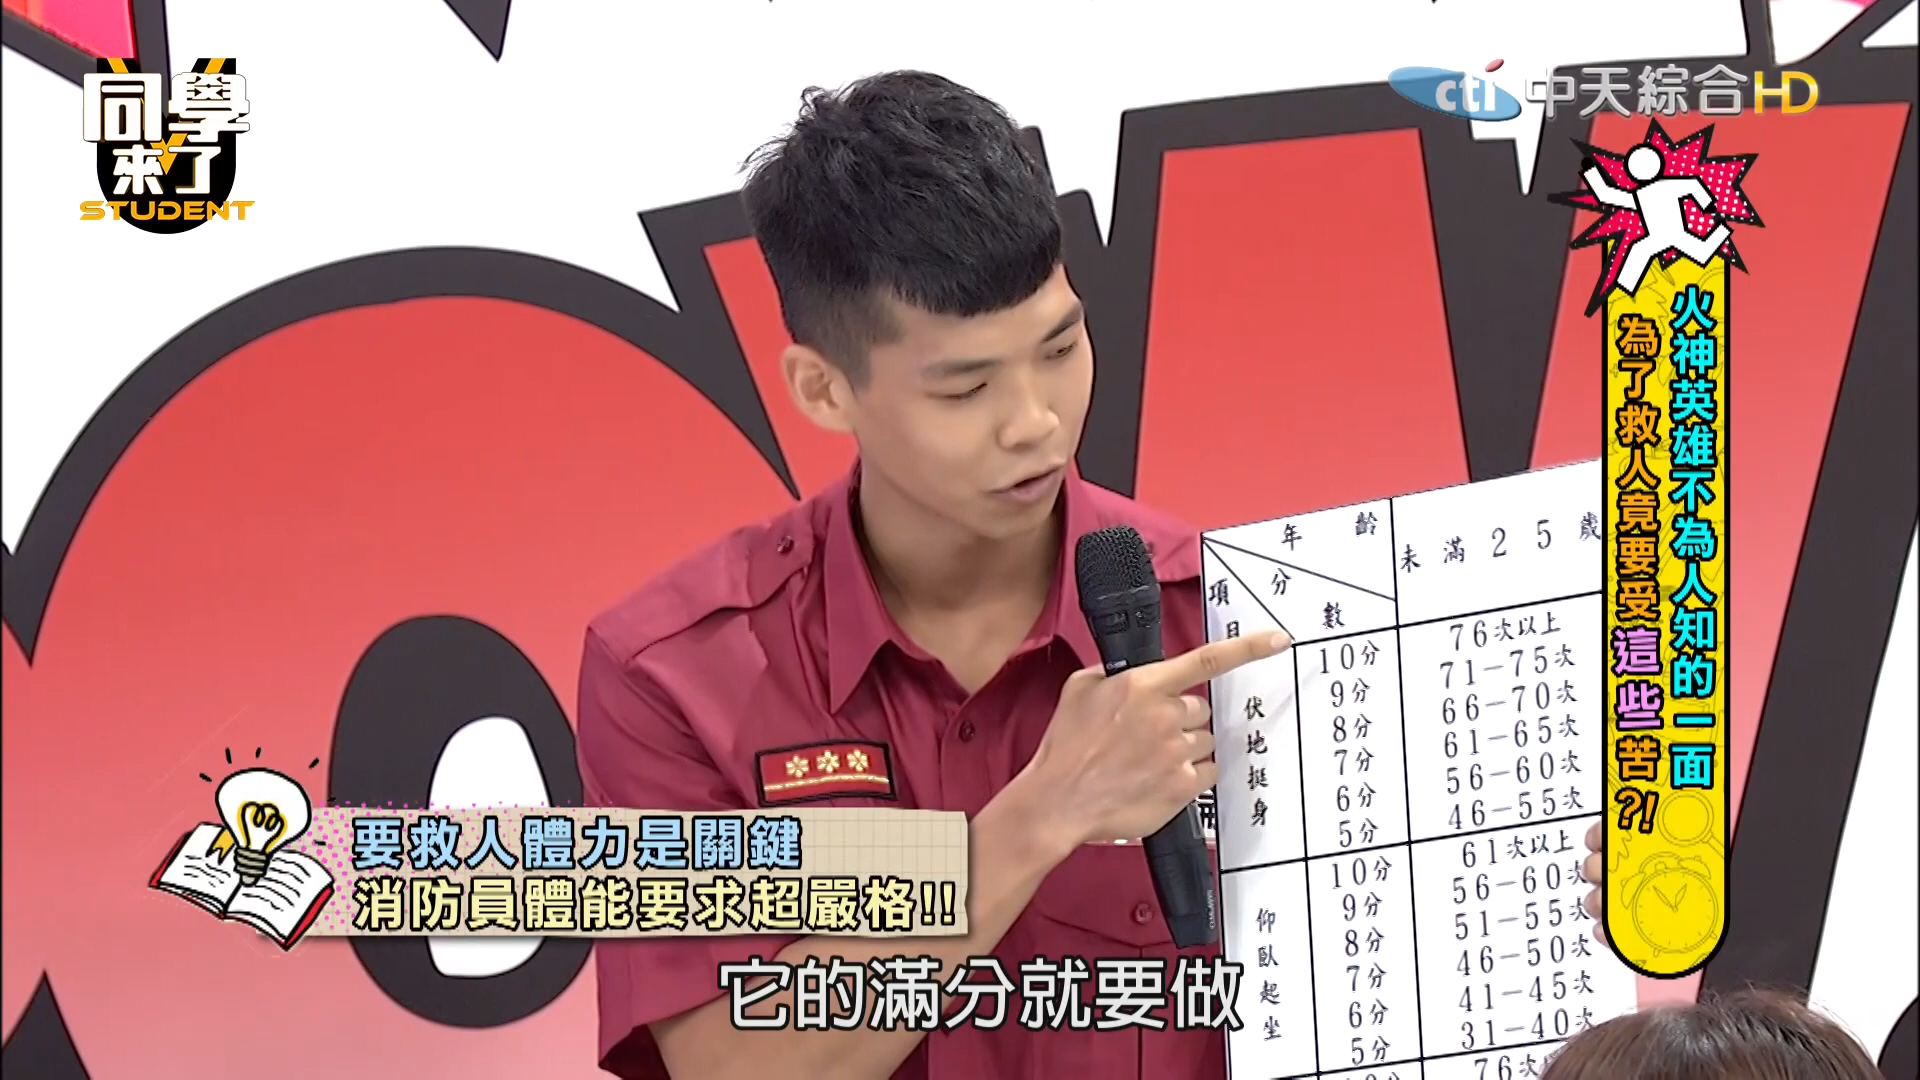 同學
來了
STUDENT
cti 中天綜合HD
火神英雄不為人知的一面
為了救人竟要受這些苦?!
年齡
分數
項目
未滿25歲
伏地挺身
10分 76次以上
9分 71-75次
8分 66-70次
7分 61-65次
6分 56-60次
5分 46-55次
仰臥起坐
10分 61次以上
9分 56-60次
8分 51-55次
7分 46-50次
6分 41-45次
5分 31-40次
76次
要救人體力是關鍵
消防員體能要求超嚴格!!
它的滿分就要做